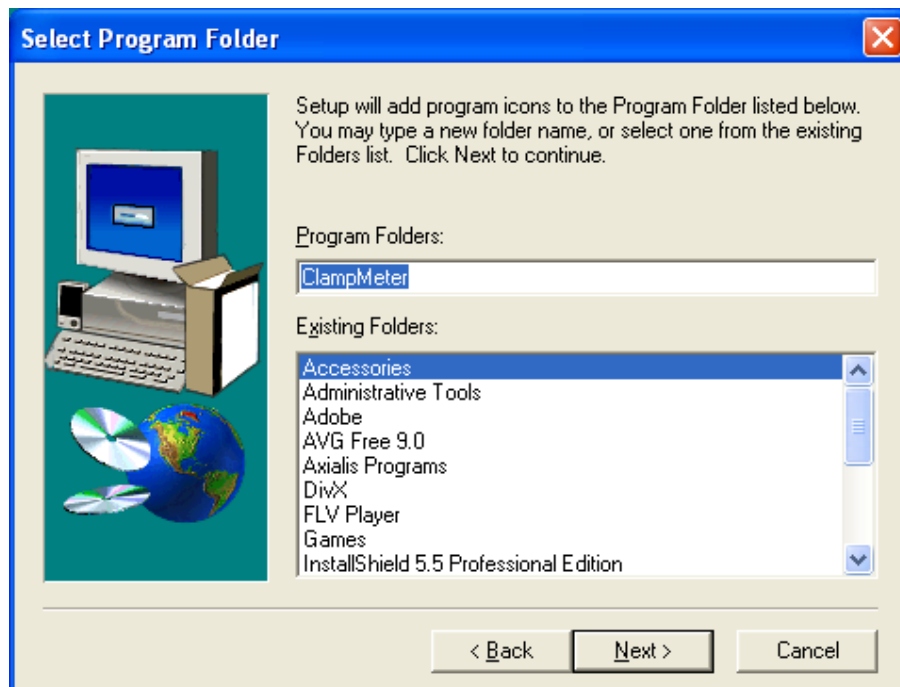 Select Program Folder
Setup will add program icons to the Program Folder listed below.
You may type a new folder name, or select one from the existing
Folders list. Click Next to continue.
Program Folders:
ClampMeter
Existing Folders:
Accessories
Administrative Tools
Adobe
AVG Free 9.0
Axialis Programs
DivX
FLV Player
Games
InstallShield 5.5 Professional Edition
< Back
Next >
Cancel